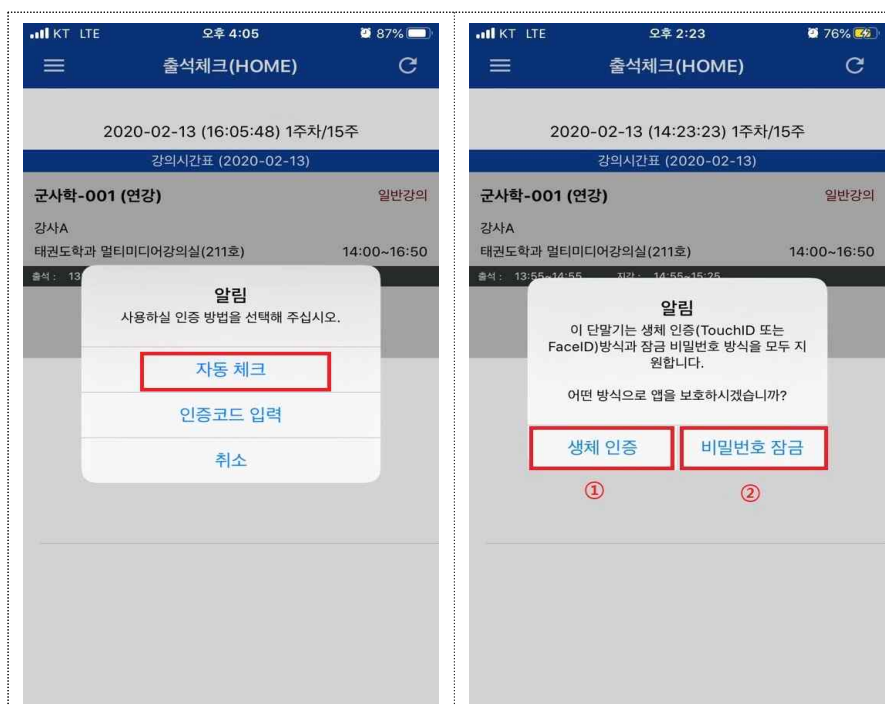 KT LTE
오후 4:05
87%
출석체크(HOME)
2020-02-13 (16:05:48) 1주차/15주
강의시간표 (2020-02-13)
군사학-001 (연강)
일반강의
강사A
태권도학과 멀티미디어강의실(211호)
14:00~16:50
출석 : 13
알림
사용하실 인증 방법을 선택해 주십시오.
자동 체크
인증코드 입력
취소
KT LTE
오후 2:23
76%
출석체크(HOME)
2020-02-13 (14:23:23) 1주차/15주
강의시간표 (2020-02-13)
군사학-001 (연강)
일반강의
강사A
태권도학과 멀티미디어강의실(211호)
14:00~16:50
출석 : 13:55~14:55 지각 : 14:55~15:25
알림
이 단말기는 생체 인증(TouchID 또는
FaceID)방식과 잠금 비밀번호 방식을 모두 지
원합니다.
어떤 방식으로 앱을 보호하시겠습니까?
생체 인증
비밀번호 잠금
①
②